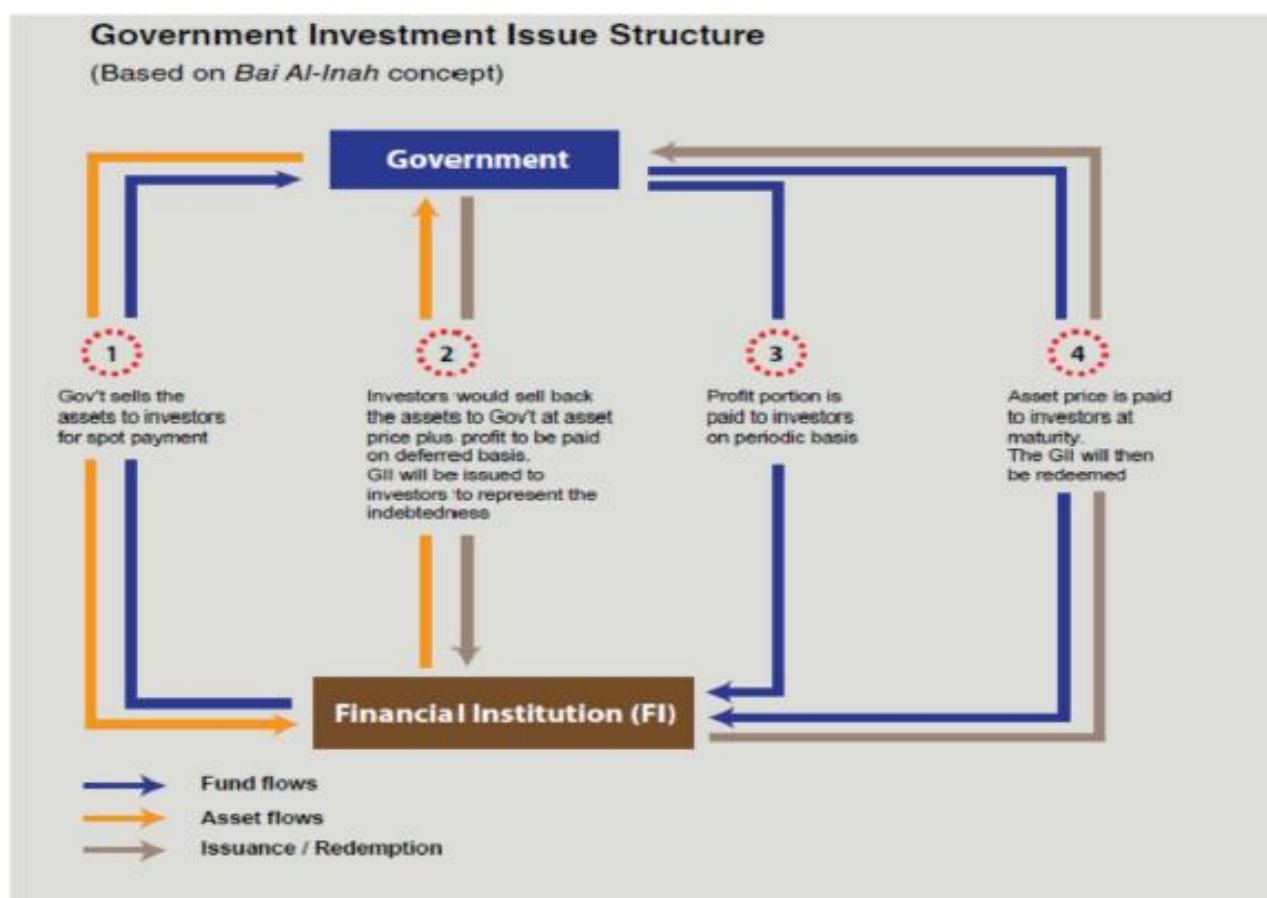 Government Investment Issue Structure
(Based on Bai Al-Inah concept)
Government
1
Gov't sells the
assets to investors
for spot payment
2
Investors would sell back
the assets to Gov't at asset
price plus profit to be paid
on deferred basis.
GII will be issued to
investors to represent the
indebtedness
3
Profit portion is
paid to investors
on periodic basis
4
Asset price is paid
to investors at
maturity.
The GII will then
be redeemed
Financial Institution (FI)
Fund flows
Asset flows
Issuance / Redemption